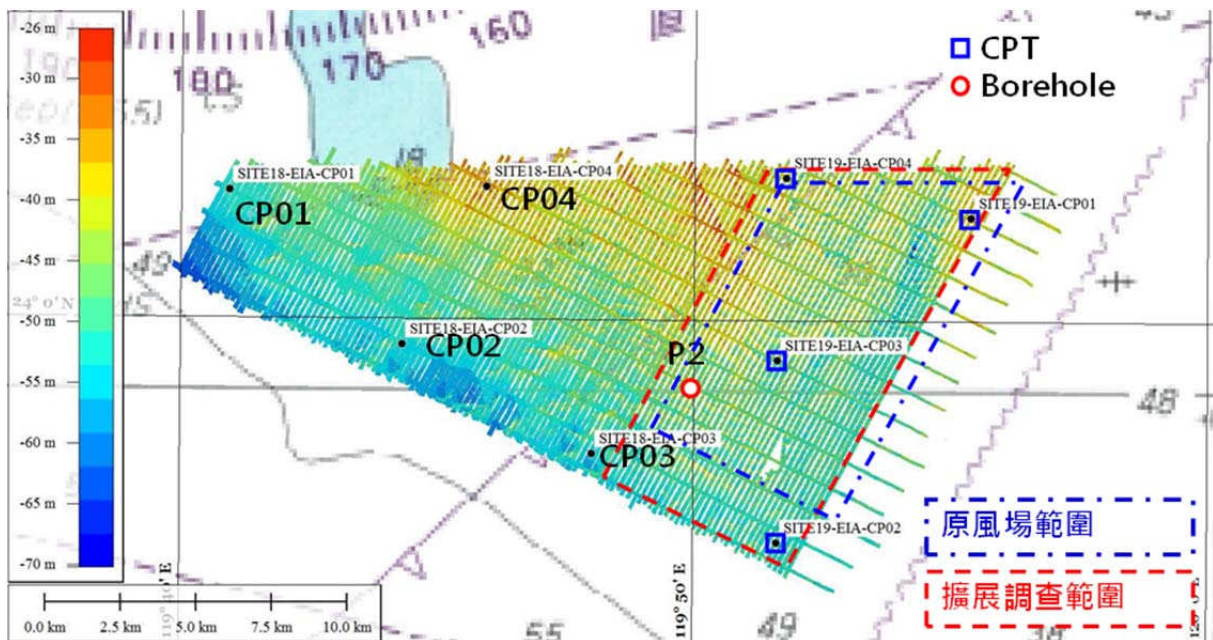 -26 m
-30 m
-35 m
-40 m
-45 m
-50 m
-55 m
-60 m
-65 m
-70 m
160
170
180
CPT
Borehole
SITE18-EIA-CP01
CP01
SITE18-EIA-CP04
CP04
SITE19-EIA-CP04
SITE19-EIA-CP01
49
24° 0' N
SITE18-EIA-CP02
CP02
P2
SITE19-EIA-CP03
48
SITE18-EIA-CP03
CP03
SITE19-EIA-CP02
原風場範圍
擴展調查範圍
0.0 km
2.5 km
5.0 km
7.5 km
10.0 km
119° 40' E
119° 50' E
55
49